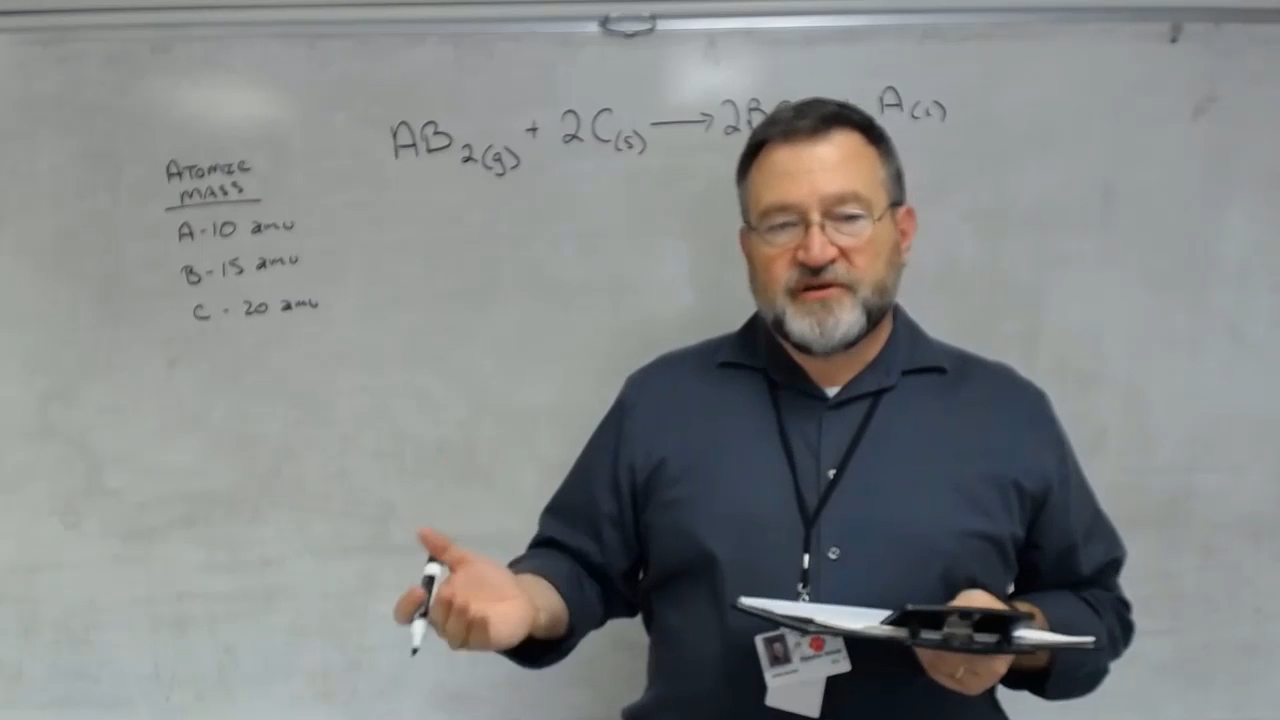 AB2(g) + 2C(s) → 2B A(s)
ATOMIC
MASS
A-10 amu
B-15 amu
C - 20 amu